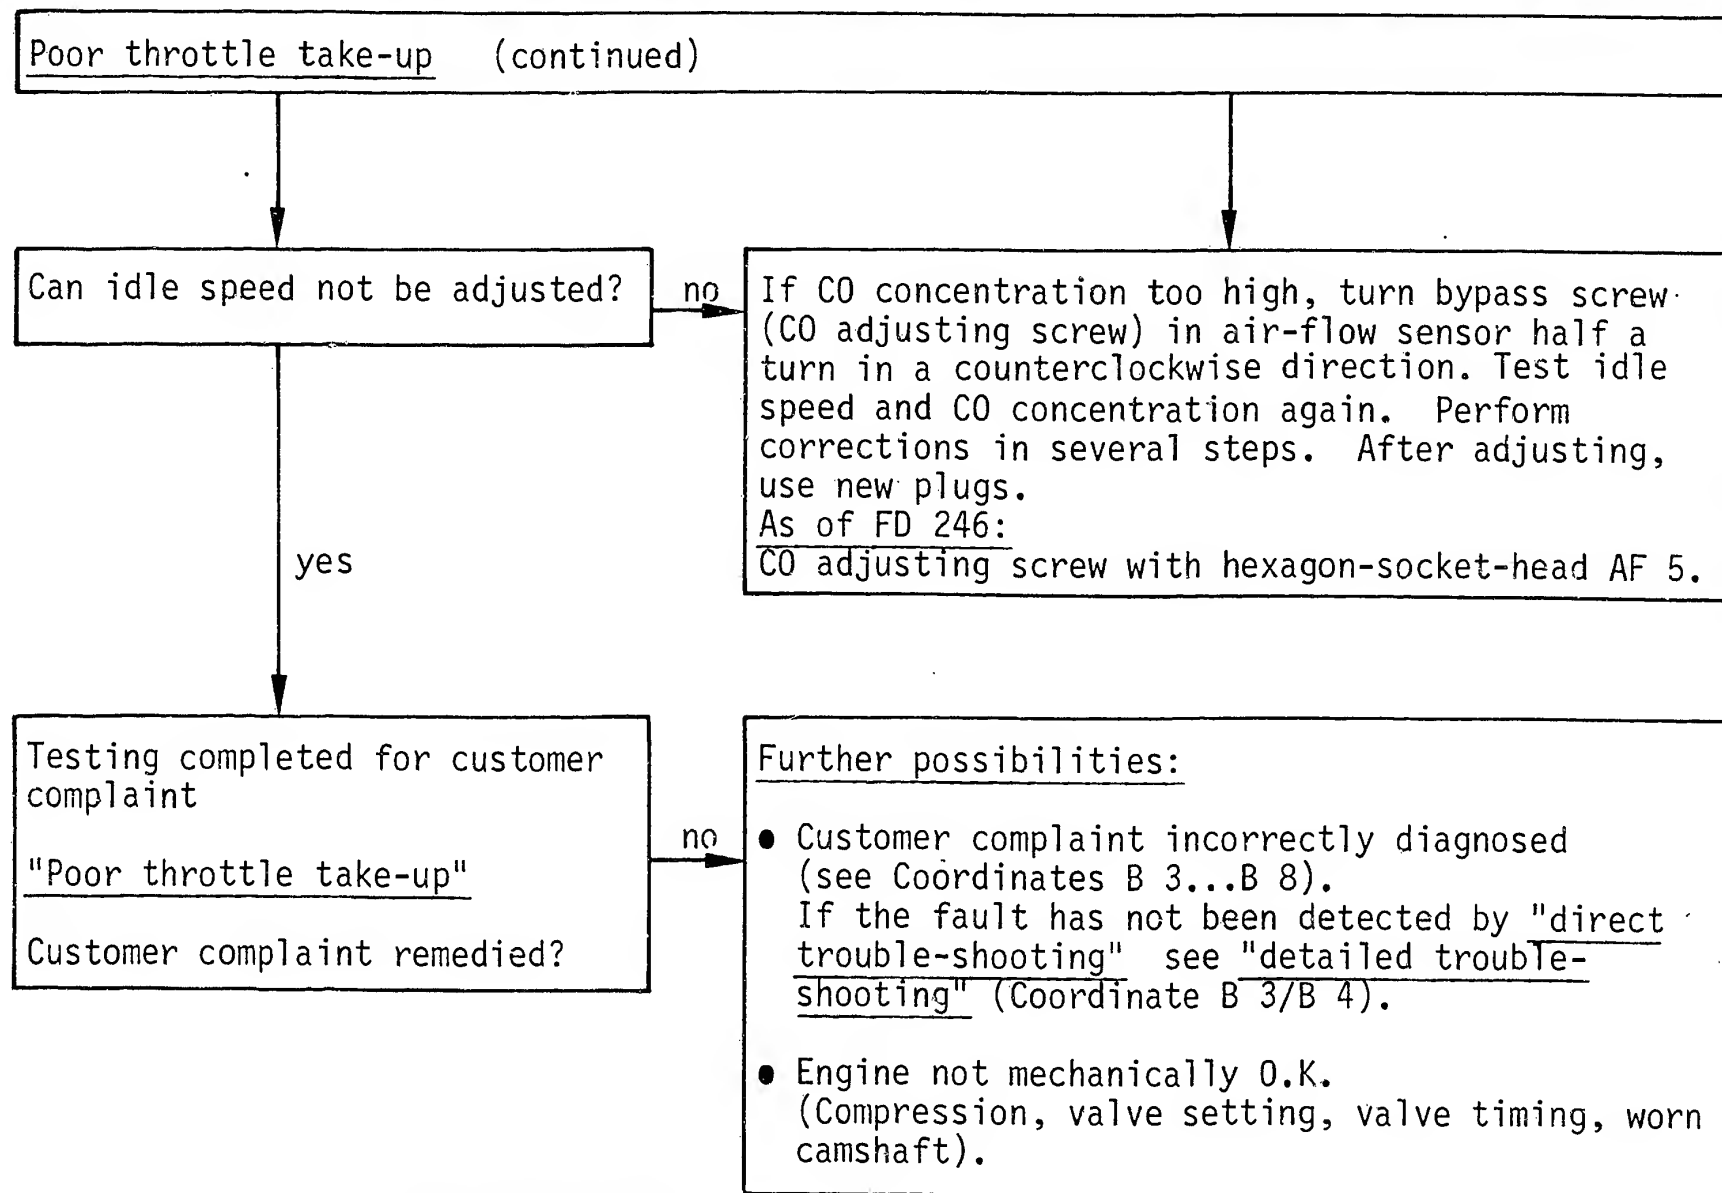 Poor throttle take-up (continued)
Can idle speed not be adjusted?
no
If CO concentration too high, turn bypass screw
(CO adjusting screw) in air-flow sensor half a
turn in a counterclockwise direction. Test idle
speed and CO concentration again. Perform
corrections in several steps. After adjusting,
use new plugs.
As of FD 246:
CO adjusting screw with hexagon-socket-head AF 5.
yes
Testing completed for customer
complaint
"Poor throttle take-up"
Customer complaint remedied?
no
Further possibilities:
● Customer complaint incorrectly diagnosed
(see Coordinates B 3...B 8).
If the fault has not been detected by "direct
trouble-shooting" see "detailed trouble-
shooting" (Coordinate B 3/B 4).
● Engine not mechanically O.K.
(Compression, valve setting, valve timing, worn
camshaft).